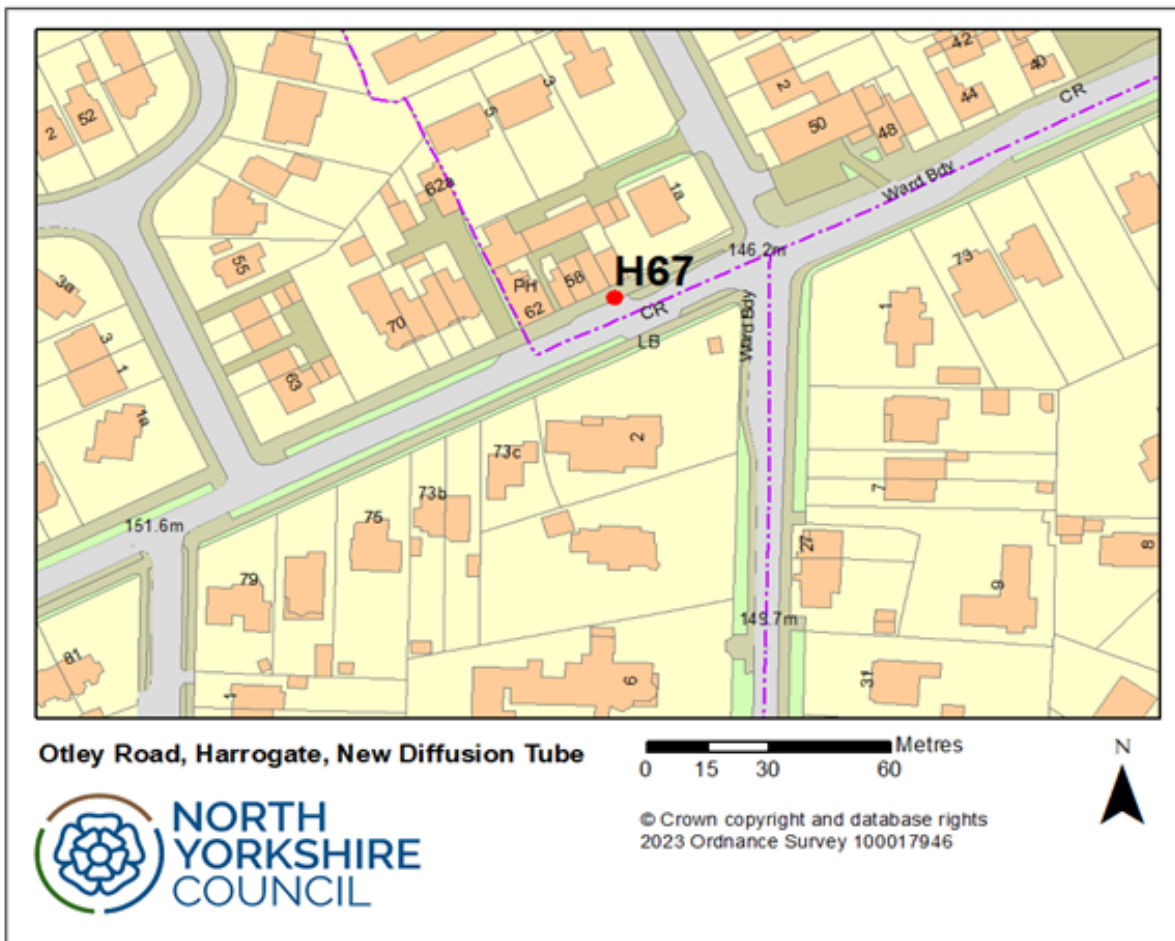 42
40
2
52
2
3
5
44
CR
50
48
62a
1a
Ward Bdy
55
146.2m
H67
58
PH
62
CR
LB
3a
73
1
70
3
1
63
Ward Bdy
1a
73c
2
73b
7
75
151.6m
27
8
79
9
149.7m
81
6
31
1
Otley Road, Harrogate, New Diffusion Tube
Metres
0 15 30 60
N
© Crown copyright and database rights
2023 Ordnance Survey 100017946
NORTH
YORKSHIRE
COUNCIL